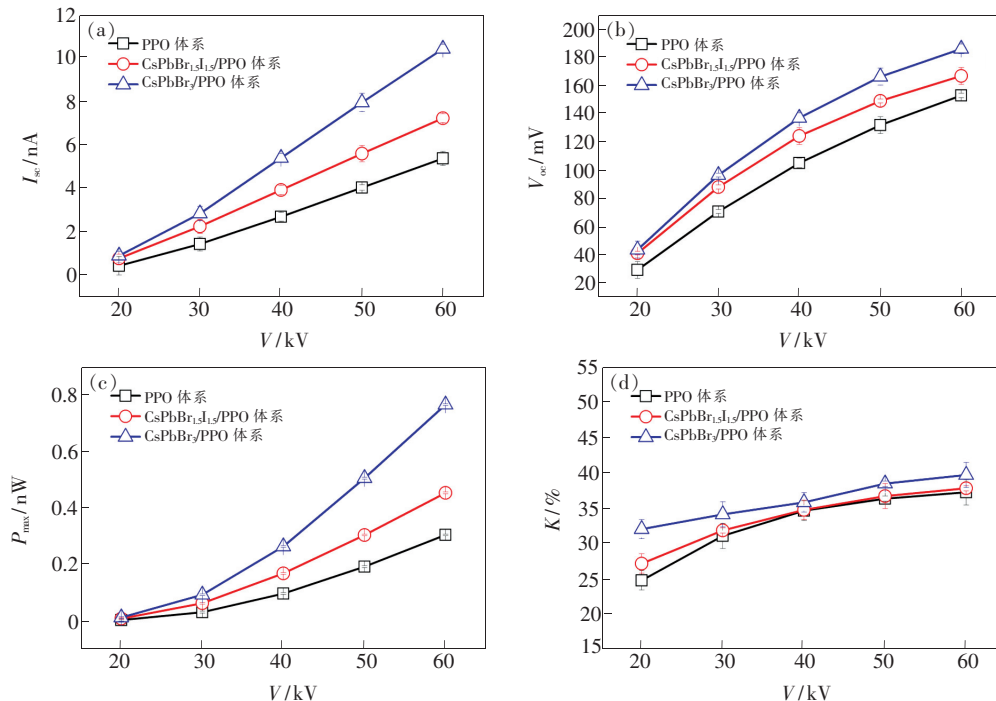 (a)
PPO 体系
CsPbBr1.5I1.5/PPO 体系
CsPbBr3/PPO 体系
12
10
8
6
4
2
0
Isc/nA
20 30 40 50 60
V/kV
(b)
PPO 体系
CsPbBr1.5I1.5/PPO 体系
CsPbBr3/PPO 体系
200
180
160
140
120
100
80
60
40
20
Voc/mV
20 30 40 50 60
V/kV
(c)
PPO 体系
CsPbBr1.5I1.5/PPO 体系
CsPbBr3/PPO 体系
0.8
0.6
0.4
0.2
0
Pmax/nW
20 30 40 50 60
V/kV
(d)
PPO 体系
CsPbBr1.5I1.5/PPO 体系
CsPbBr3/PPO 体系
55
50
45
40
35
30
25
20
15
K/%
20 30 40 50 60
V/kV